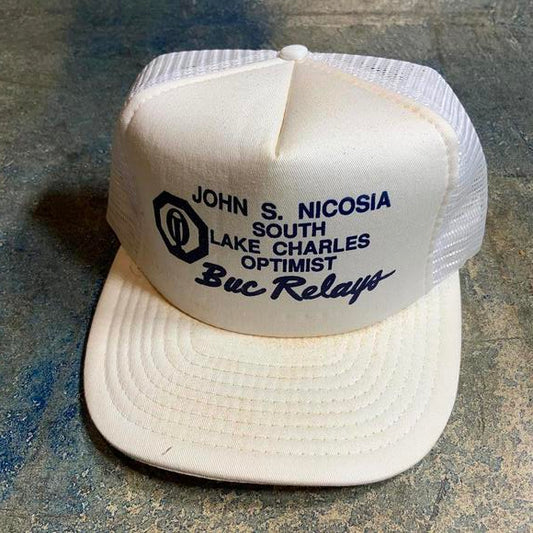 JOHN S. NICOSIA
SOUTH
LAKE CHARLES
OPTIMIST
Buc Relays